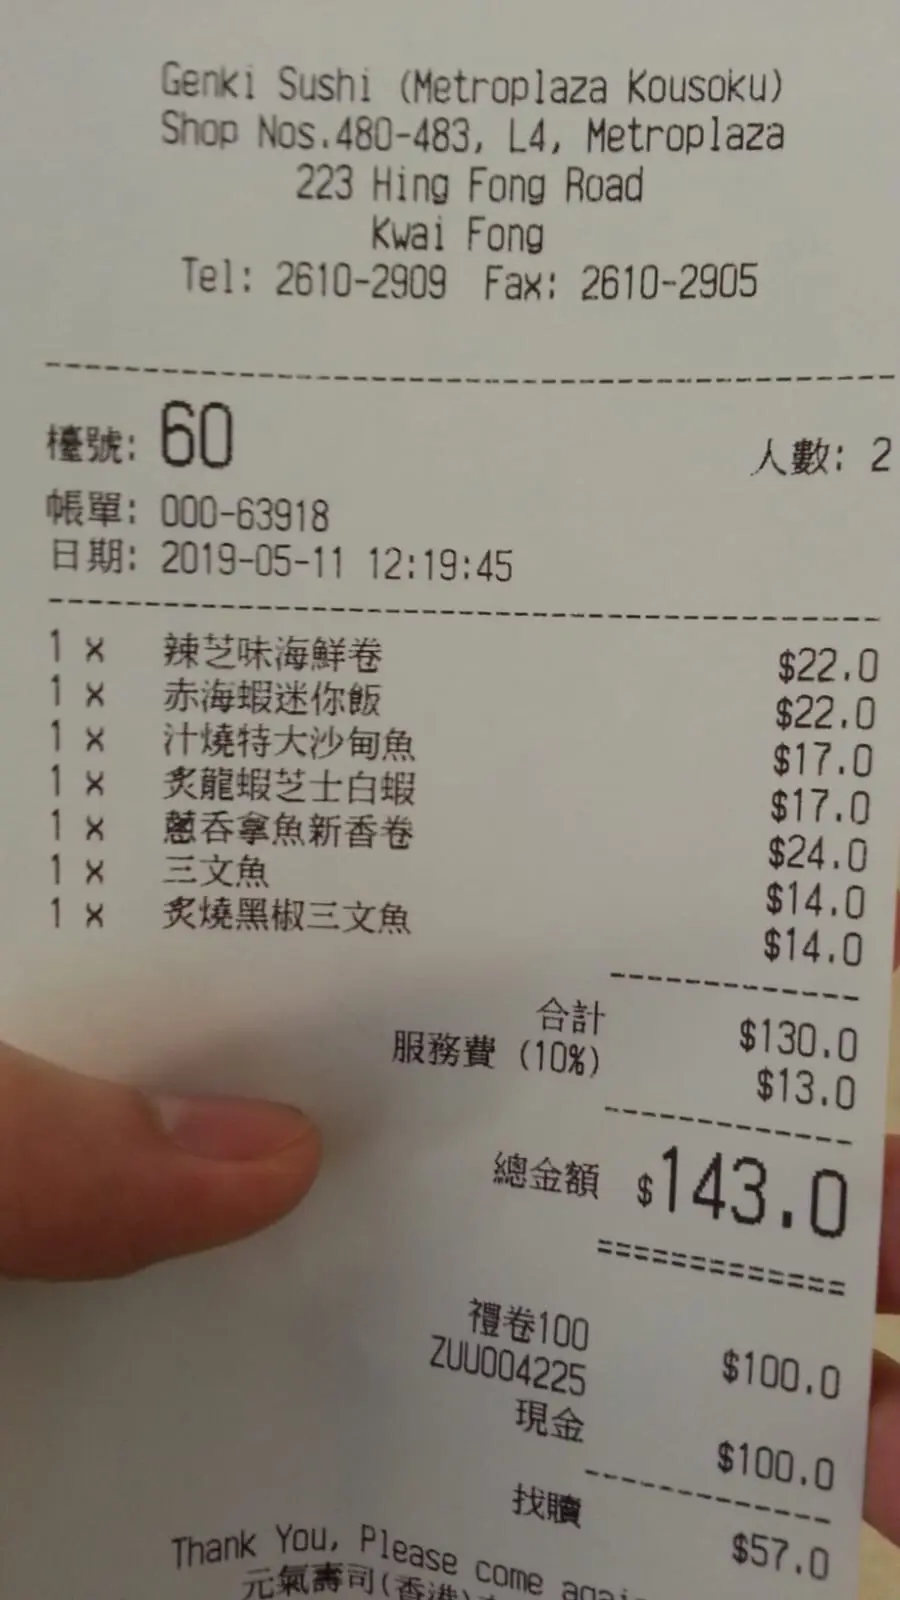 Genki Sushi (Metroplaza Kousoku)
Shop Nos.480-483, L4, Metroplaza
223 Hing Fong Road
Kwai Fong
Tel: 2610-2909 Fax: 2610-2905
檯號: 60 人數: 2
帳單: 000-63918
日期: 2019-05-11 12:19:45
1 x 辣芝味海鮮卷 $22.0
1 x 赤海蝦迷你飯 $22.0
1 x 汁燒特大沙甸魚 $17.0
1 x 炙龍蝦芝士白蝦 $17.0
1 x 蔥吞拿魚新香卷 $24.0
1 x 三文魚 $14.0
1 x 炙燒黑椒三文魚 $14.0
合計 $130.0
服務費 (10%) $13.0
總金額 $143.0
禮卷100 $100.0
ZUU004225
現金 $100.0
找贖 $57.0
Thank You, Please come again
元氣壽司(香港)